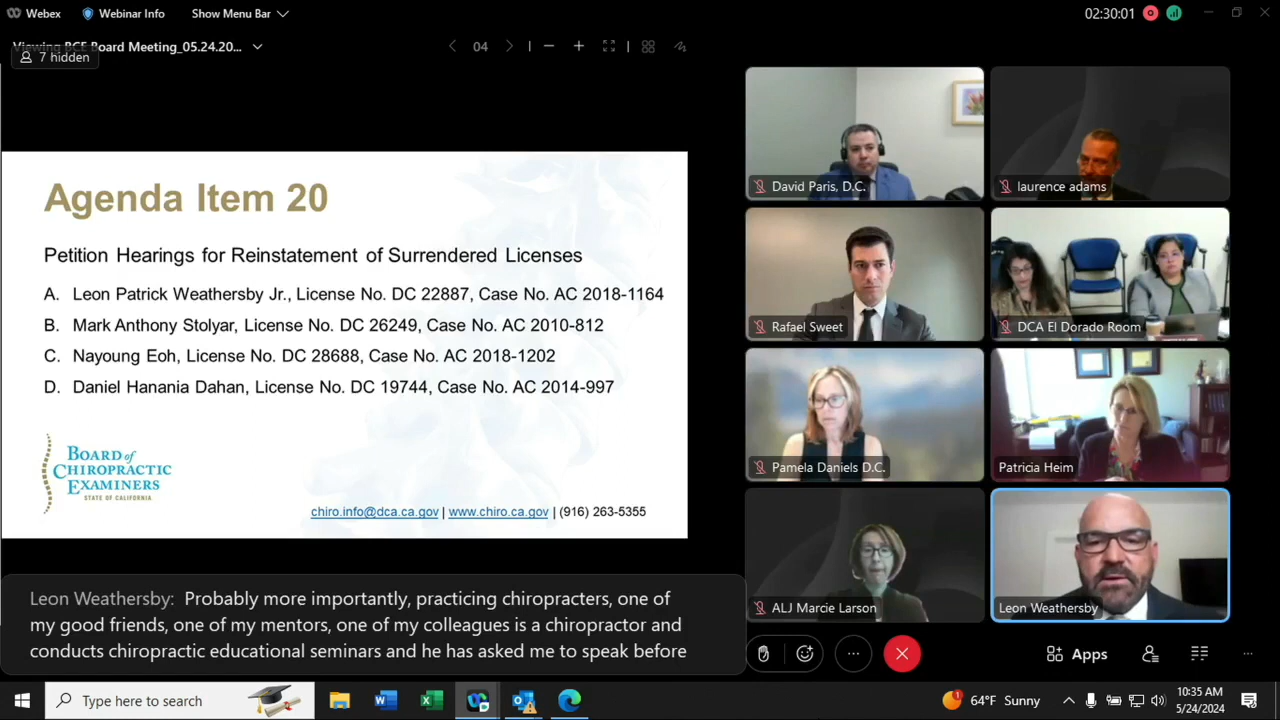 Webex
Webinar Info
Show Menu Bar
02:30:01
Viewing BCE Board Meeting_05.24.20...
04
7 hidden
Agenda Item 20
Petition Hearings for Reinstatement of Surrendered Licenses
A. Leon Patrick Weathersby Jr., License No. DC 22887, Case No. AC 2018-1164
B. Mark Anthony Stolyar, License No. DC 26249, Case No. AC 2010-812
C. Nayoung Eoh, License No. DC 28688, Case No. AC 2018-1202
D. Daniel Hanania Dahan, License No. DC 19744, Case No. AC 2014-997
BOARD of
CHIROPRACTIC
EXAMINERS
STATE OF CALIFORNIA
chiro.info@dca.ca.gov | www.chiro.ca.gov | (916) 263-5355
David Paris, D.C.
laurence adams
Rafael Sweet
DCA El Dorado Room
Pamela Daniels D.C.
Patricia Heim
ALJ Marcie Larson
Leon Weathersby
Leon Weathersby: Probably more importantly, practicing chiropracters, one of
my good friends, one of my mentors, one of my colleagues is a chiropractor and
conducts chiropractic educational seminars and he has asked me to speak before
Apps
Type here to search
1
64°F Sunny
10:35 AM
5/24/2024